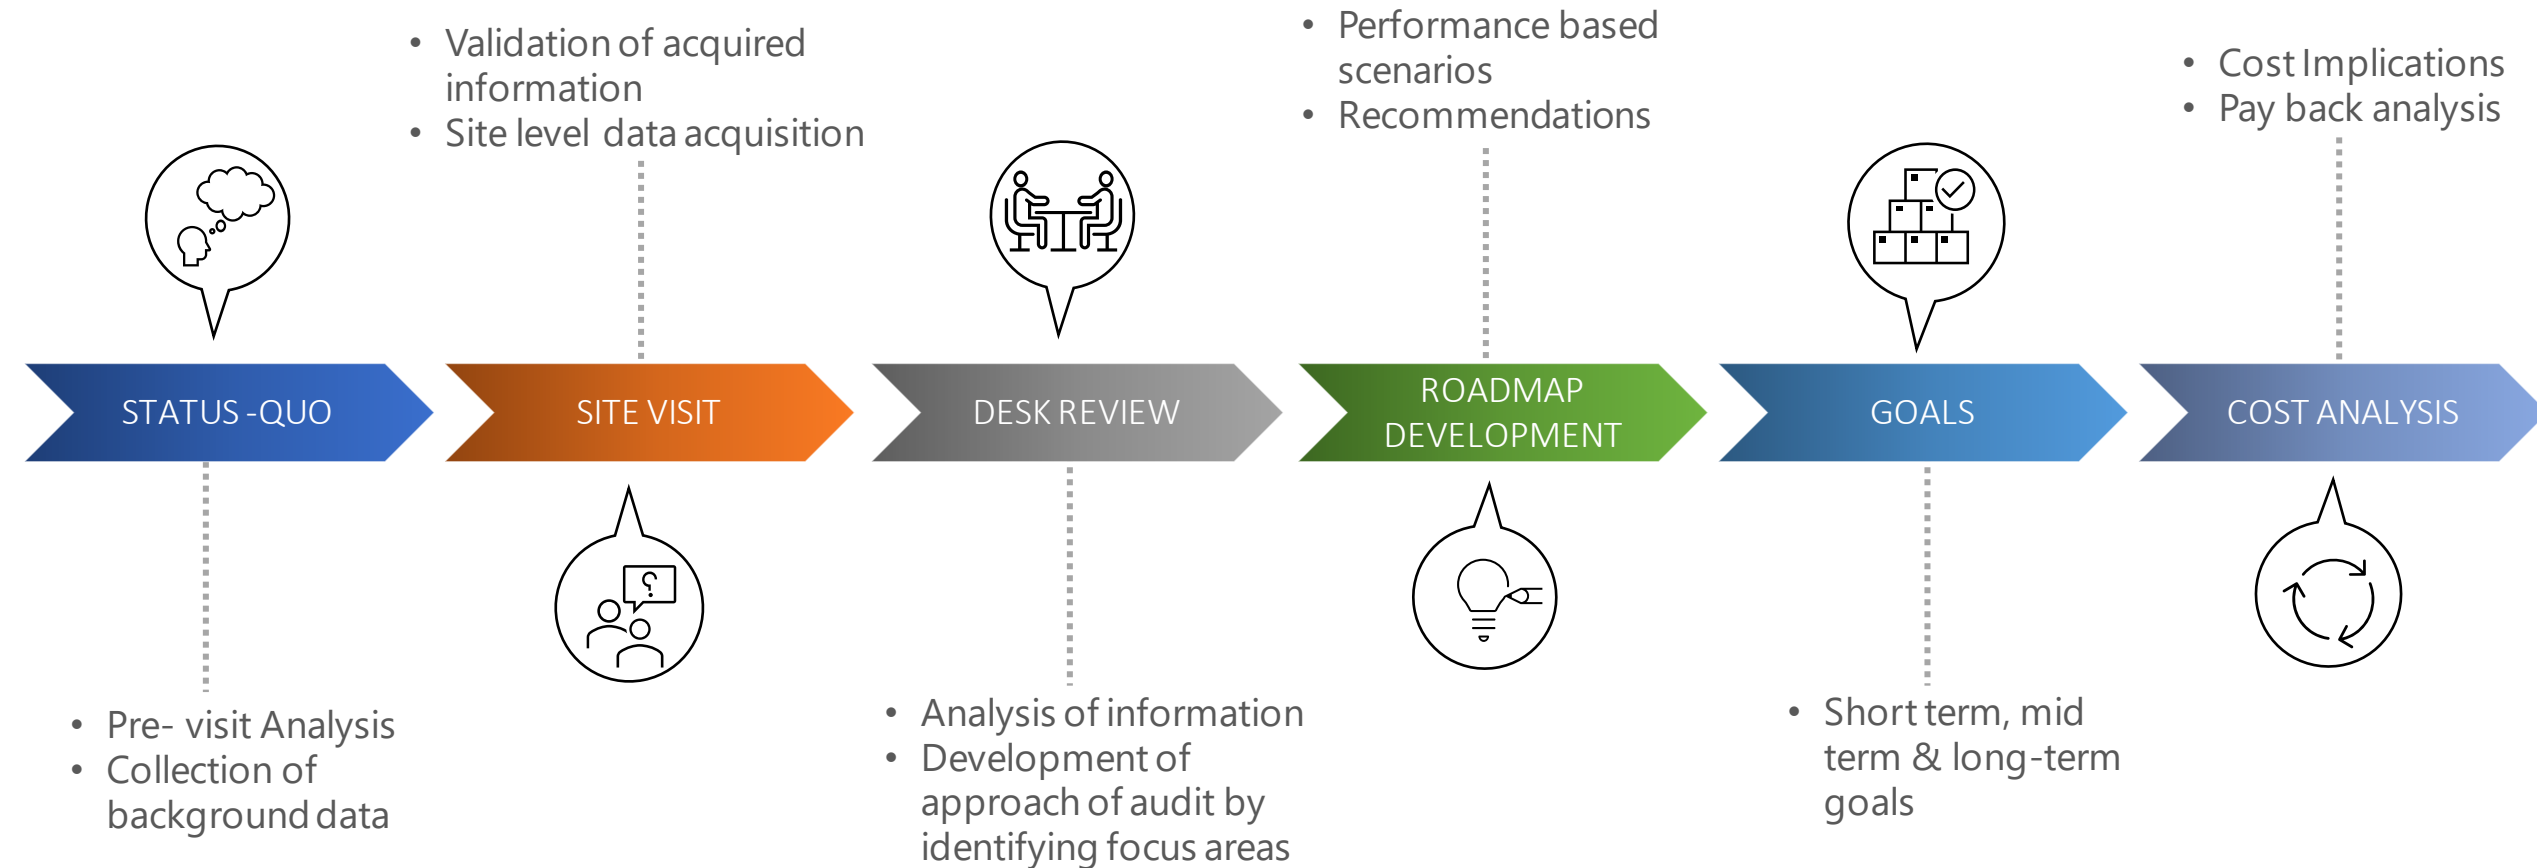 • Validation of acquired
information
• Site level data acquisition
• Performance based
scenarios
• Recommendations
• Cost Implications
• Pay back analysis
?
STATUS -QUO
SITE VISIT
DESK REVIEW
ROADMAP
DEVELOPMENT
GOALS
COST ANALYSIS
• Pre- visit Analysis
• Collection of
background data
• Analysis of information
• Development of
approach of audit by
identifying focus areas
• Short term, mid
term & long-term
goals